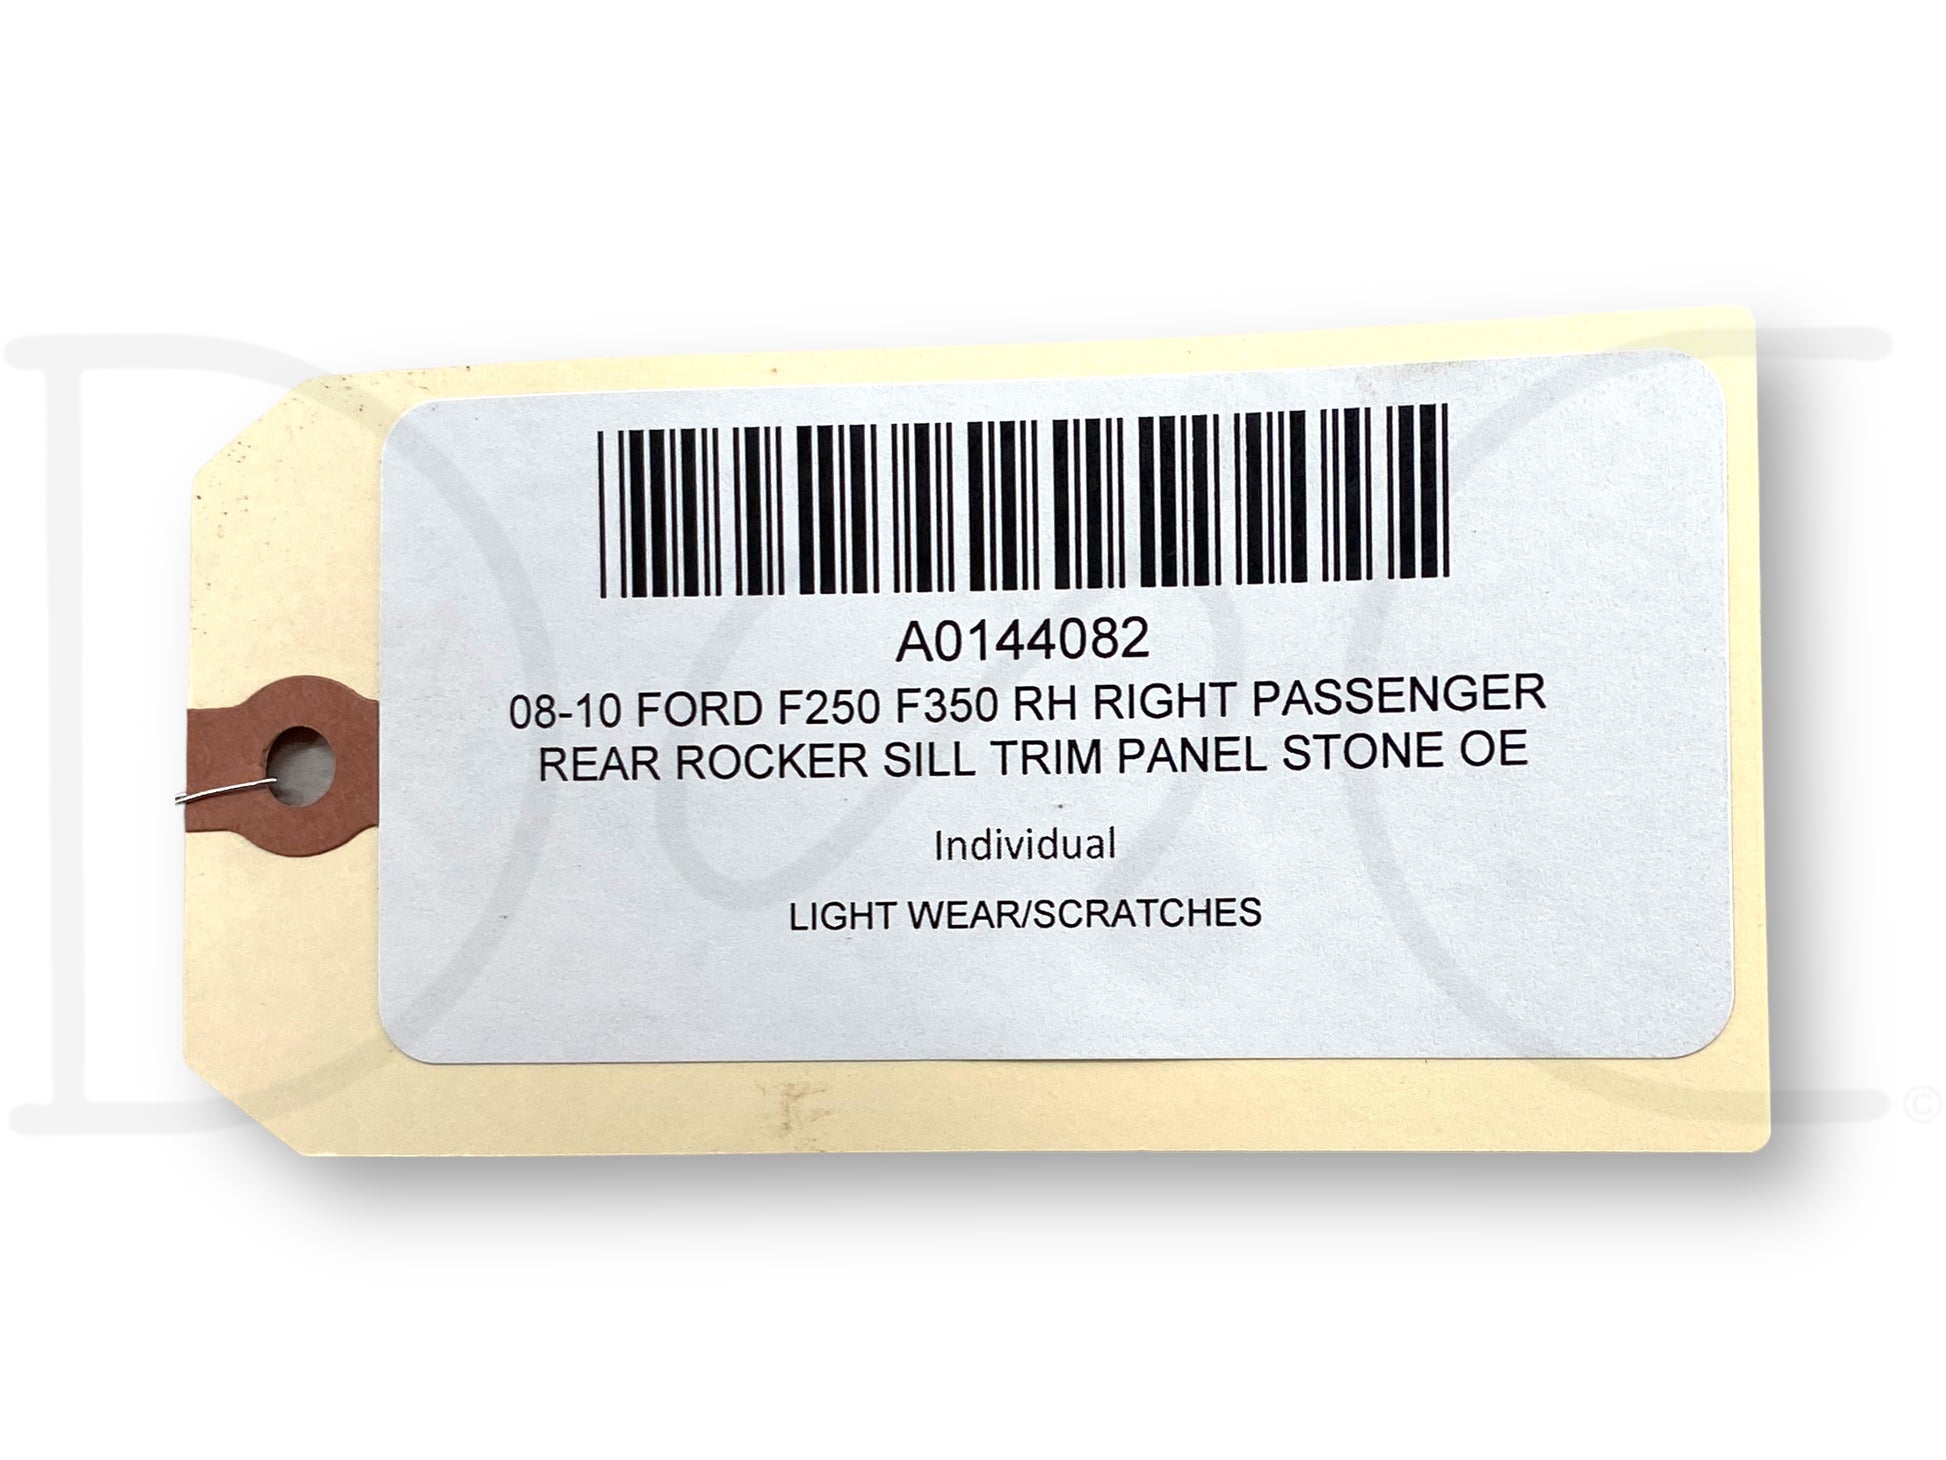 A0144082
08-10 FORD F250 F350 RH RIGHT PASSENGER
REAR ROCKER SILL TRIM PANEL STONE OE
Individual
LIGHT WEAR/SCRATCHES
©